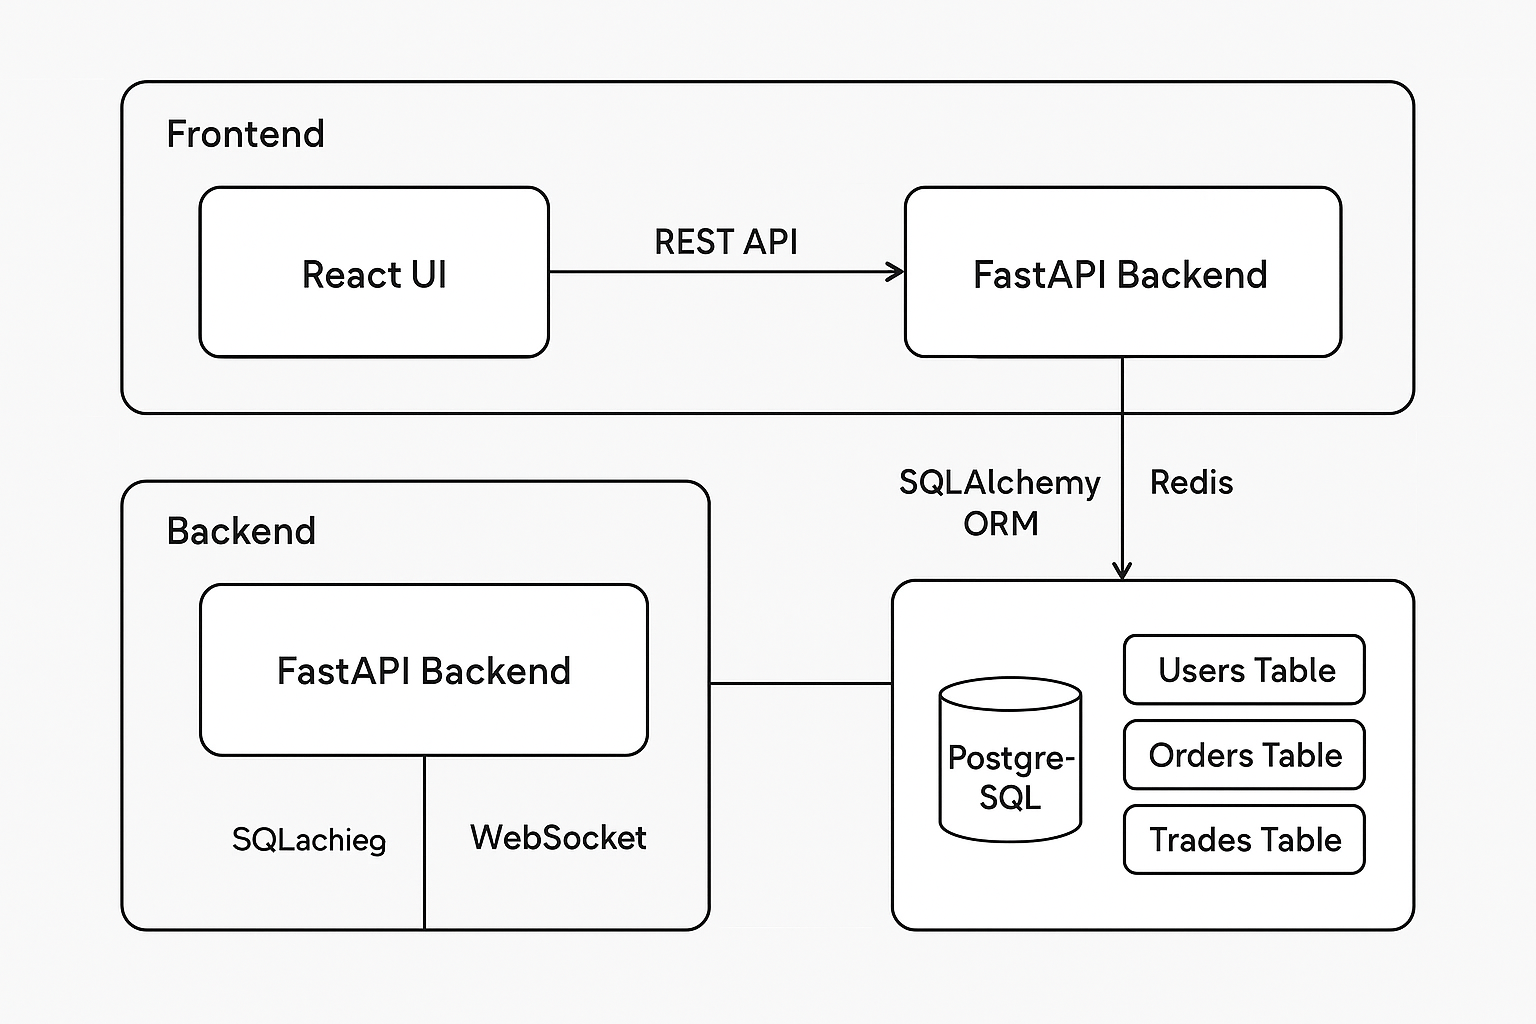 Frontend
React UI
REST API
FastAPI Backend
SQLAlchemy
ORM
Redis
Backend
FastAPI Backend
SQLachieg
WebSocket
Postgre-
SQL
Users Table
Orders Table
Trades Table